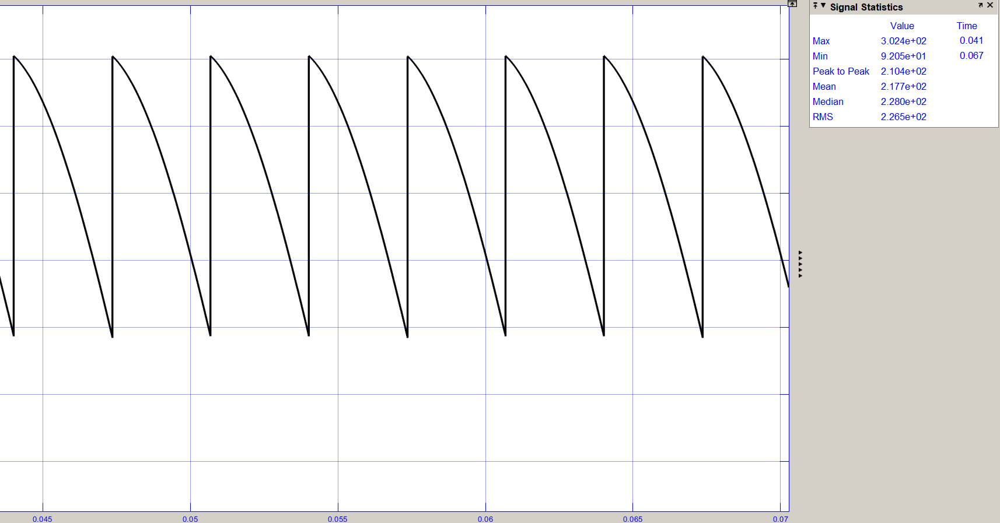 Signal Statistics
Value Time
Max 3.024e+02 0.041
Min 9.205e+01 0.067
Peak to Peak 2.104e+02
Mean 2.177e+02
Median 2.280e+02
RMS 2.265e+02
0.045 0.05 0.055 0.06 0.065 0.07